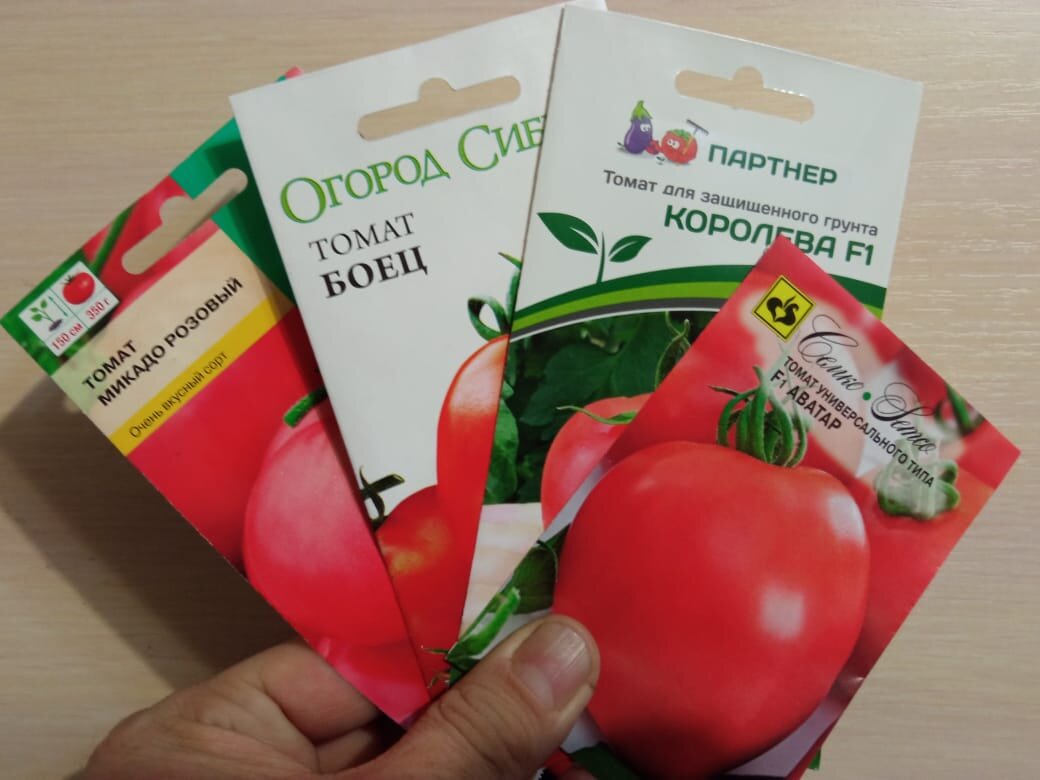 150 см 350 г
ТОМАТ
МИКАДО РОЗОВЫЙ
Очень вкусный сорт
ОГОРОД СИБ
ТОМАТ
БОЕЦ
ПАРТНЕР
Томат для защищенного грунта
КОРОЛЕВА F1
Семко • Semco
ТОМАТ УНИВЕРСАЛЬНОГО ТИПА
F1 АВАТАР